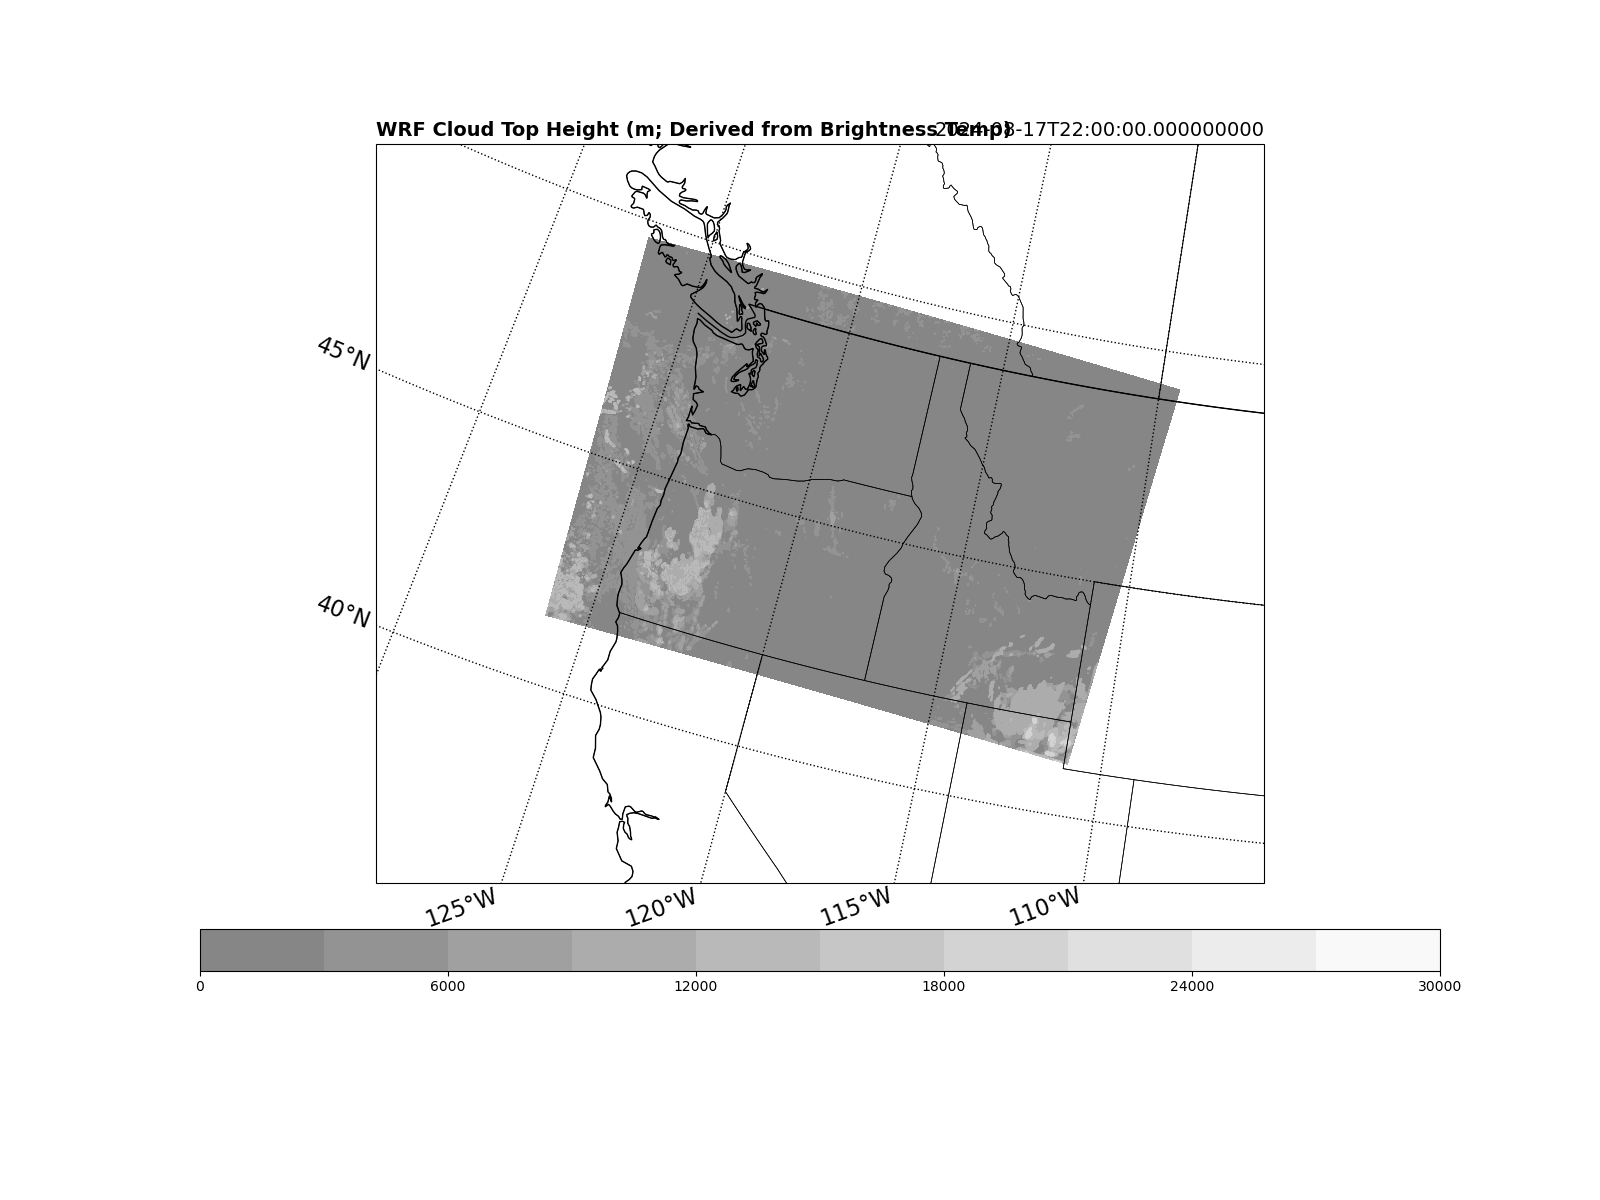 WRF Cloud Top Height (m; Derived from Brightness Temp) 2024-08-17T22:00:00.000000000
45°N
40°N
125°W 120°W 115°W 110°W
0 6000 12000 18000 24000 30000